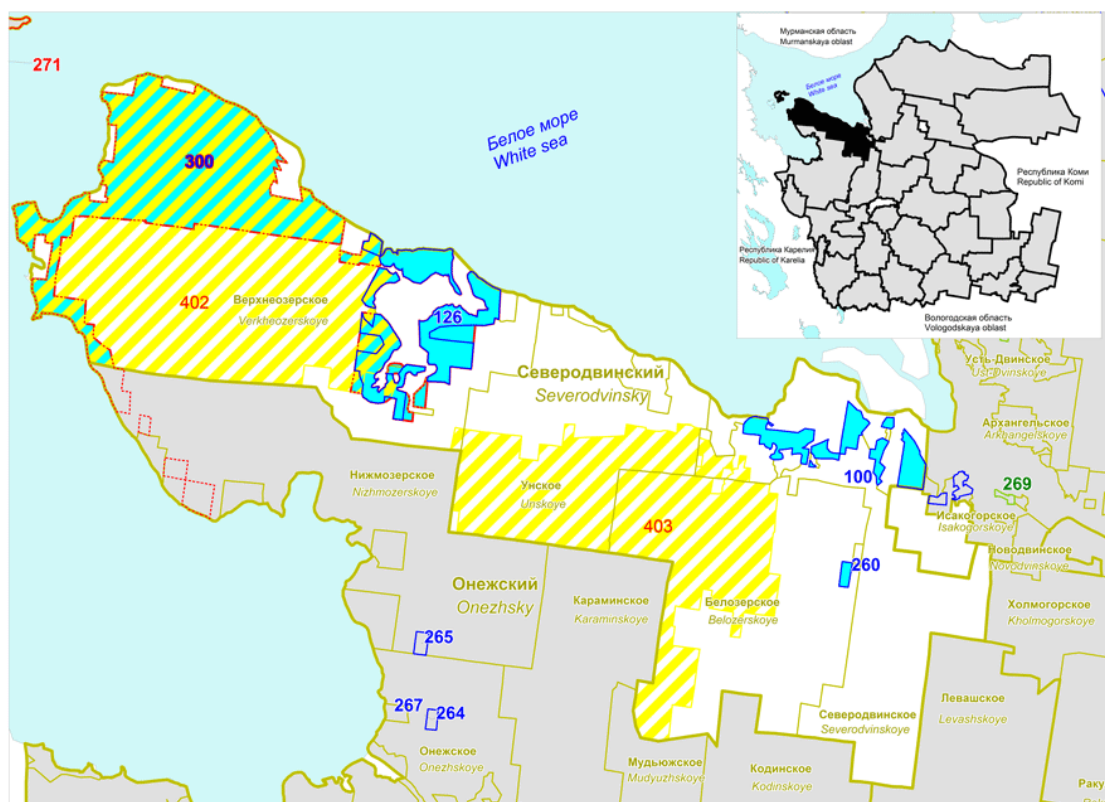 Мурманская область
Murmanskaya oblast
Белое море
White sea
Республика Коми
Republic of Komi
Республика Карелия
Republic of Karelia
Вологодская область
Vologodskaya oblast
271
300
Белое море
White sea
402
Верхнеозерское
Verkheozerskoye
126
Северодвинский
Severodvinsky
Усть-Двинское
Ust-Dvinskoye
Архангельское
Arkhangelskoye
Нижмозерское
Nizhmozerskoye
Унское
Unskoye
100
269
403
Исакогорское
Isakogorskoye
Новодвинское
Novodvinskoye
260
Онежский
Onezhsky
Караминское
Karaminskoye
Белозерское
Belozerskoye
Холмогорское
Kholmogorskoye
265
267
264
Онежское
Onezhskoye
Северодвинское
Severodvinskoye
Левашское
Levashskoye
Мудьюжское
Mudyuzhskoye
Кодинское
Kodinskoye
Раку